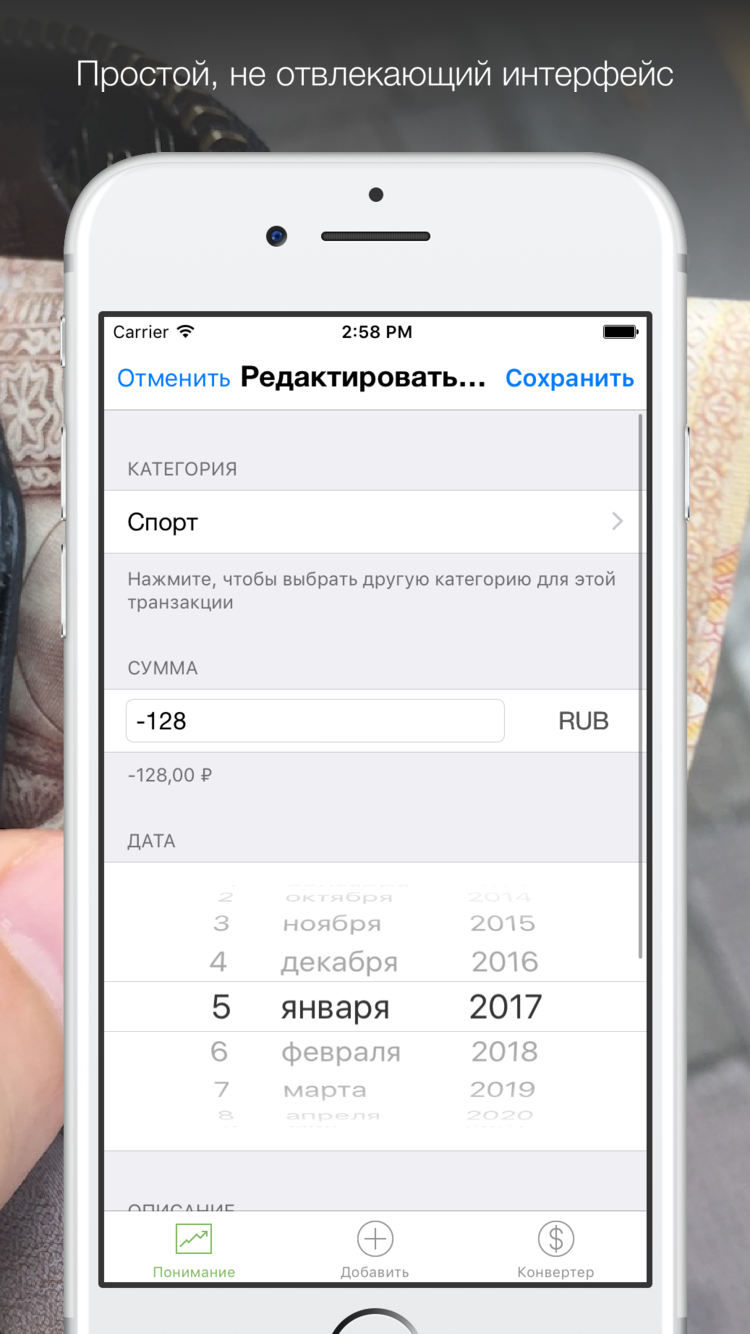 Простой, не отвлекающий интерфейс
Carrier 2:58 PM
Отменить Редактировать... Сохранить
КАТЕГОРИЯ
Спорт
Нажмите, чтобы выбрать другую категорию для этой
транзакции
СУММА
-128 RUB
-128,00 ₽
ДАТА
2 октября 2014
3 ноября 2015
4 декабря 2016
5 января 2017
6 февраля 2018
7 марта 2019
8 апреля 2020
ОПИСАНИЕ
Понимание Добавить Конвертер